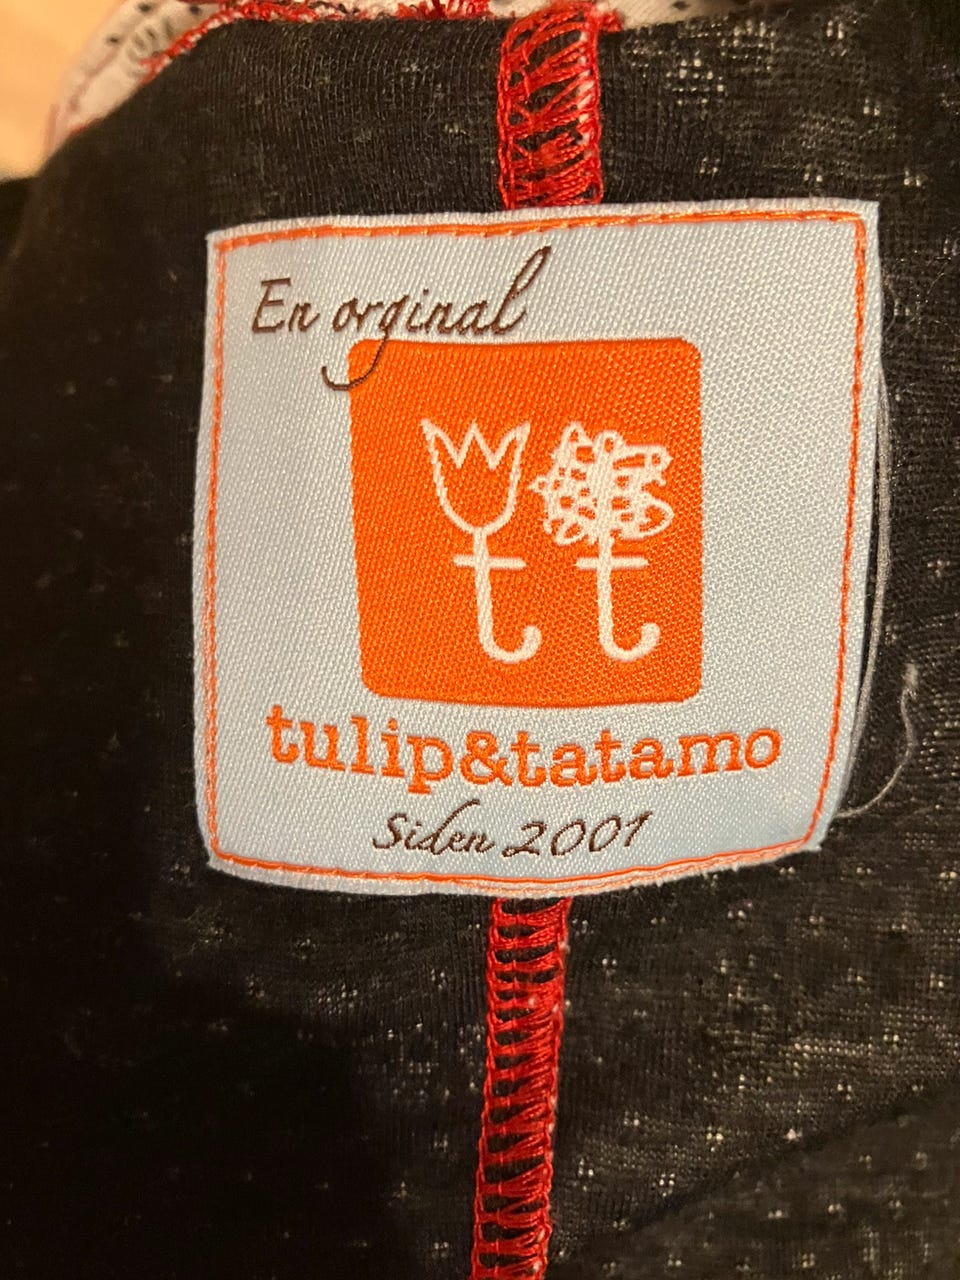 En orginal
tt
tulip&tatamo
Siden 2001